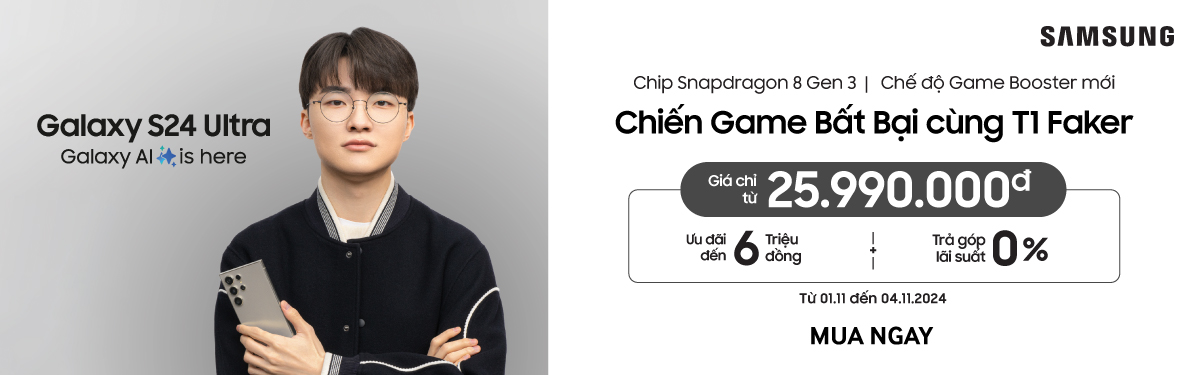 Galaxy S24 Ultra
Galaxy AI is here
SAMSUNG
Chip Snapdragon 8 Gen 3 | Chế độ Game Booster mới
Chiến Game Bất Bại cùng T1 Faker
Giá chỉ từ 25.990.000đ
Ưu đãi đến 6 Triệu đồng + Trả góp lãi suất 0%
Từ 01.11 đến 04.11.2024
MUA NGAY